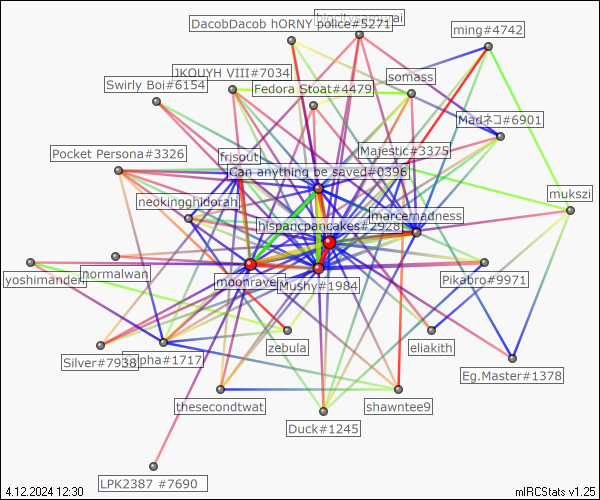 DacobDacob hORNY police#5271
ming#4742
JKOUYH VIII#7034
somass
Swirly Boi#6154
Fedora Stoat#4479
Madネコ#6901
Pocket Persona#3326
frisout
Majestic#3375
Can anything be saved#0396
mukszi
neokingghidorah
marcemadness
hispancpancakes#2928
yoshimanderl
normalwan
moonraven
Mushy#1984
Pikabro#9971
Silver#7938
#1717
zebula
eliakith
Eg.Master#1378
thesecondtwat
shawntee9
Duck#1245
LPK2387 #7690
4.12.2024 12:30
mIRCStats v1.25